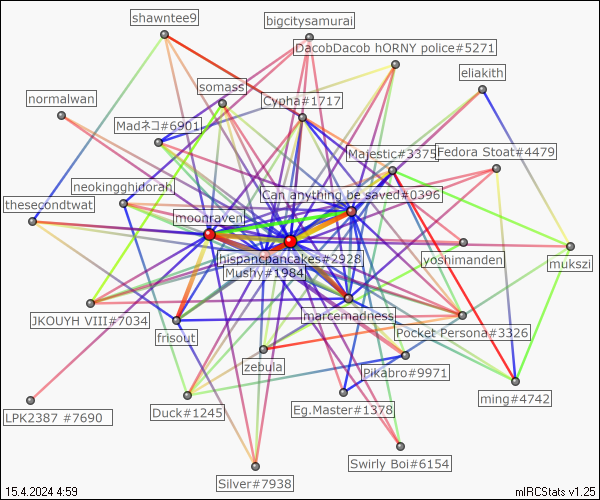 shawntee9
bigcitysamurai
DacobDacob hORNY police#5271
eliakith
somass
normalwan
Cypha#1717
Madネコ#6901
Majestic#3375
Fedora Stoat#4479
neokingghidorah
Can anything be saved#0396
thesecondtwat
moonraven
hispancpancakes#2928
yoshimanden
mukszi
Mushy#1984
JKOUYH VIII#7034
marcemadness
frisout
Pocket Persona#3326
zebula
Pikabro#9971
ming#4742
LPK2387 #7690
Duck#1245
Eg.Master#1378
Swirly Boi#6154
Silver#7938
15.4.2024 4:59
mIRCStats v1.25